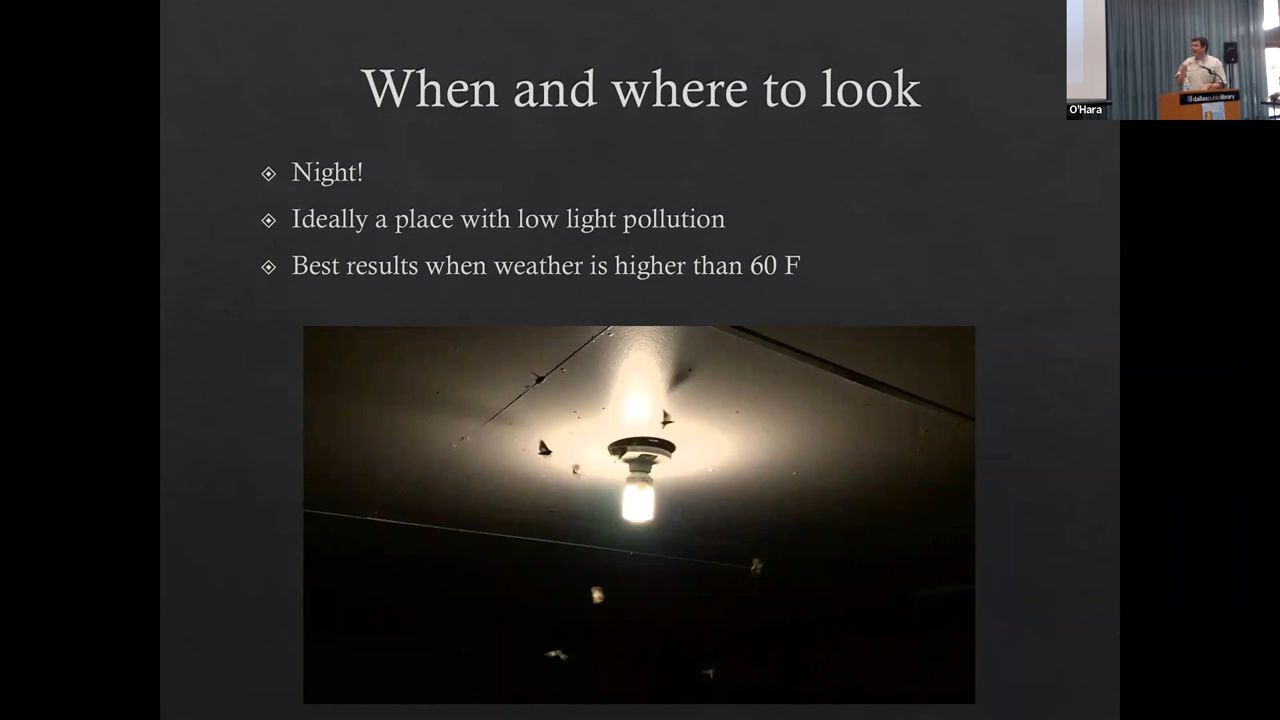 When and where to look
Night!
Ideally a place with low light pollution
Best results when weather is higher than 60 F
O'Hara
dallaspubliclibrary